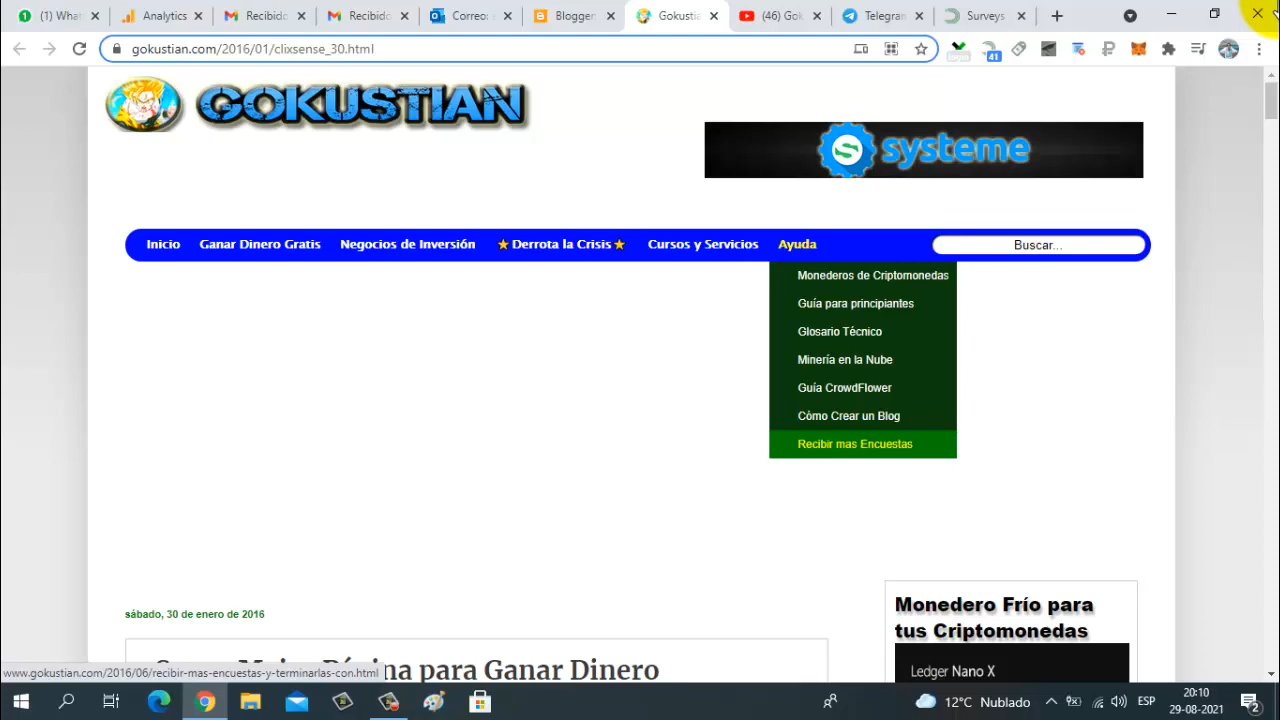 (1) What
Analytics
Recibido
Recibido
Correo:
Blogger:
Gokustia
(46) Gok
Telegran
Surveys
gokustian.com/2016/01/clixsense_30.html
41
GOKUSTIAN
systeme
Inicio
Ganar Dinero Gratis
Negocios de Inversión
★ Derrota la Crisis ★
Cursos y Servicios
Ayuda
Buscar...
Monederos de Criptomonedas
Guía para principiantes
Glosario Técnico
Minería en la Nube
Guía CrowdFlower
Cómo Crear un Blog
Recibir mas Encuestas
sábado, 30 de enero de 2016
Monedero Frío para
tus Criptomonedas
para Ganar Dinero
Ledger Nano X
www.gokustian.com/2016/06/recibir-mas-encuestas-y-terminarlas-con.html
12°C Nublado
ESP
20:10
29-08-2021
2